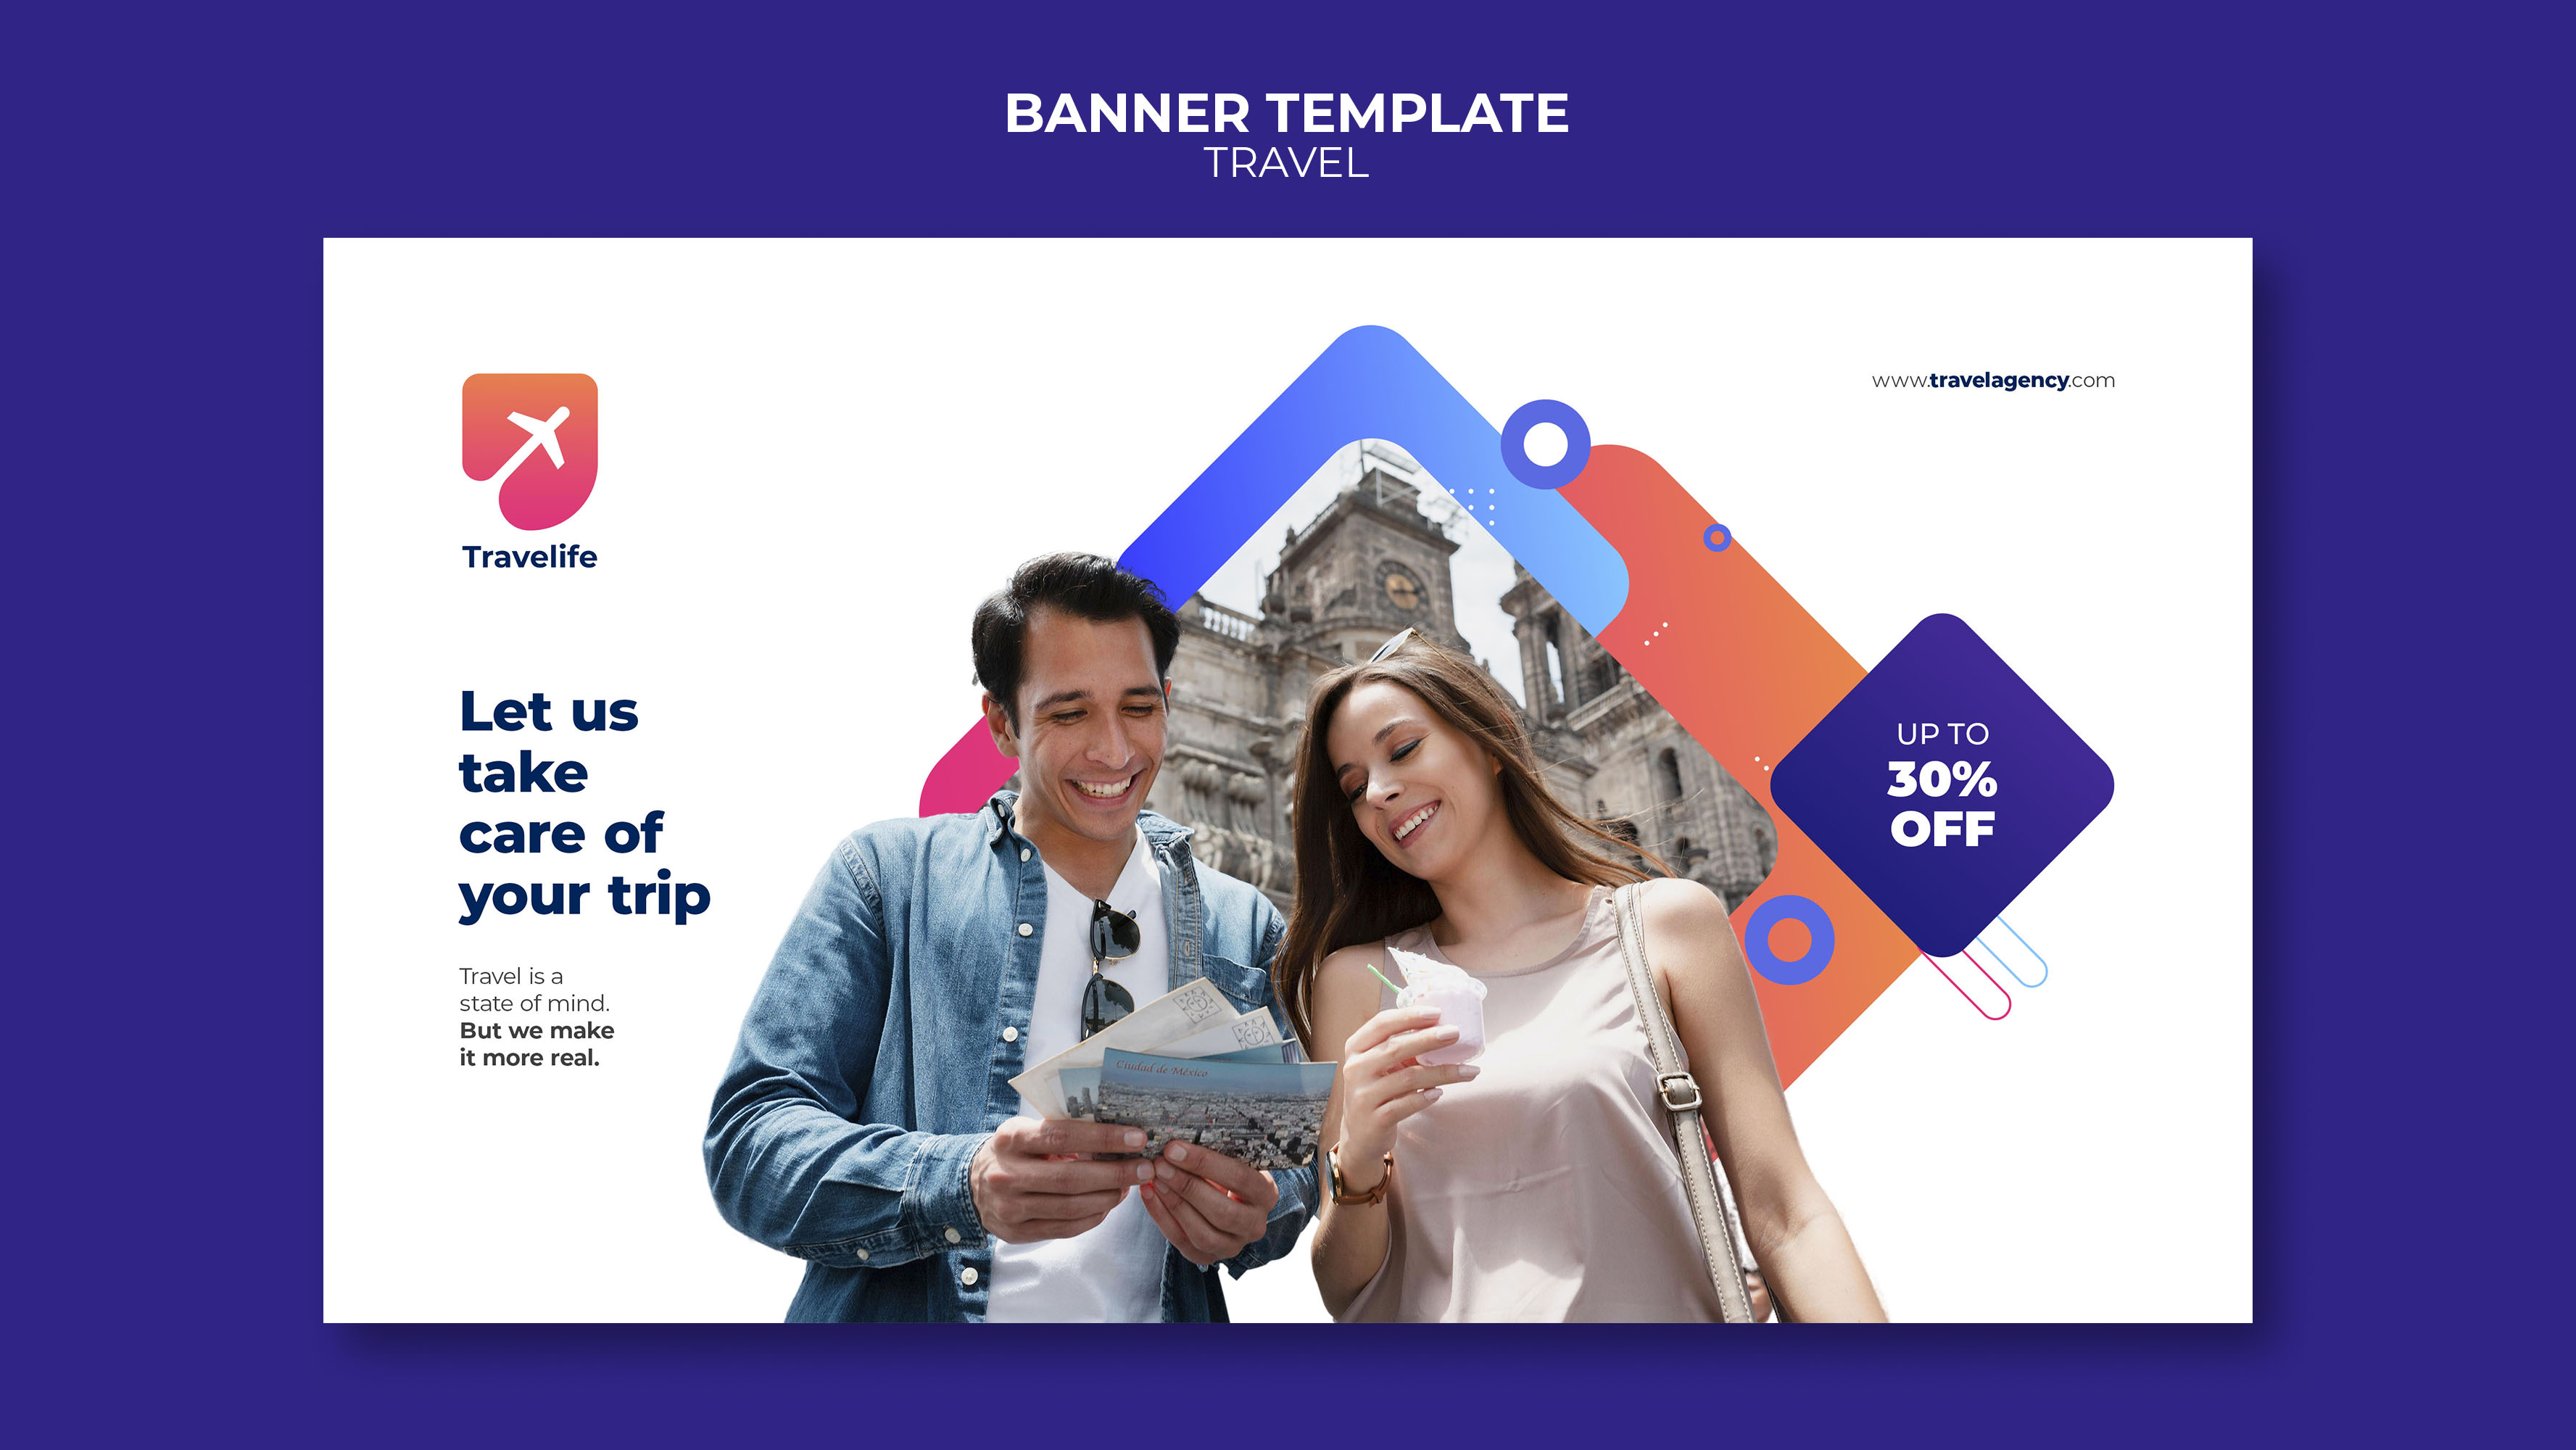 BANNER TEMPLATE
TRAVEL
Travelife
www.travelagency.com
Let us
take
care of
your trip
Travel is a
state of mind.
But we make
it more real.
UP TO
30%
OFF
Ciudad de México